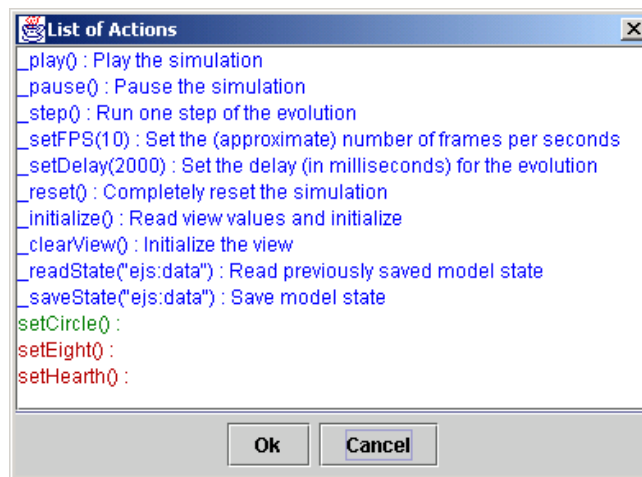 List of Actions
_play() : Play the simulation
_pause() : Pause the simulation
_step() : Run one step of the evolution
_setFPS(10) : Set the (approximate) number of frames per seconds
_setDelay(2000) : Set the delay (in milliseconds) for the evolution
_reset() : Completely reset the simulation
_initialize() : Read view values and initialize
_clearView() : Initialize the view
_readState("ejs:data") : Read previously saved model state
_saveState("ejs:data") : Save model state
setCircle() :
setEight() :
setHearth() :
Ok Cancel